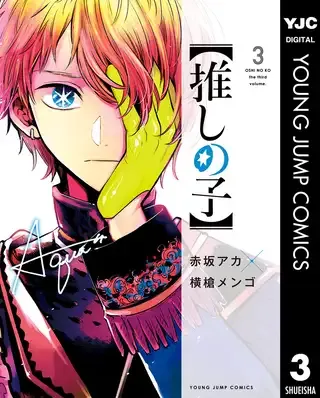 3
OSHI NO KO
the third
volume.
【推しの子】
赤坂アカ×
横槍メンゴ
Aqua
YOUNG JUMP COMICS
YJC
DIGITAL
YOUNG JUMP COMICS
3
SHUEISHA